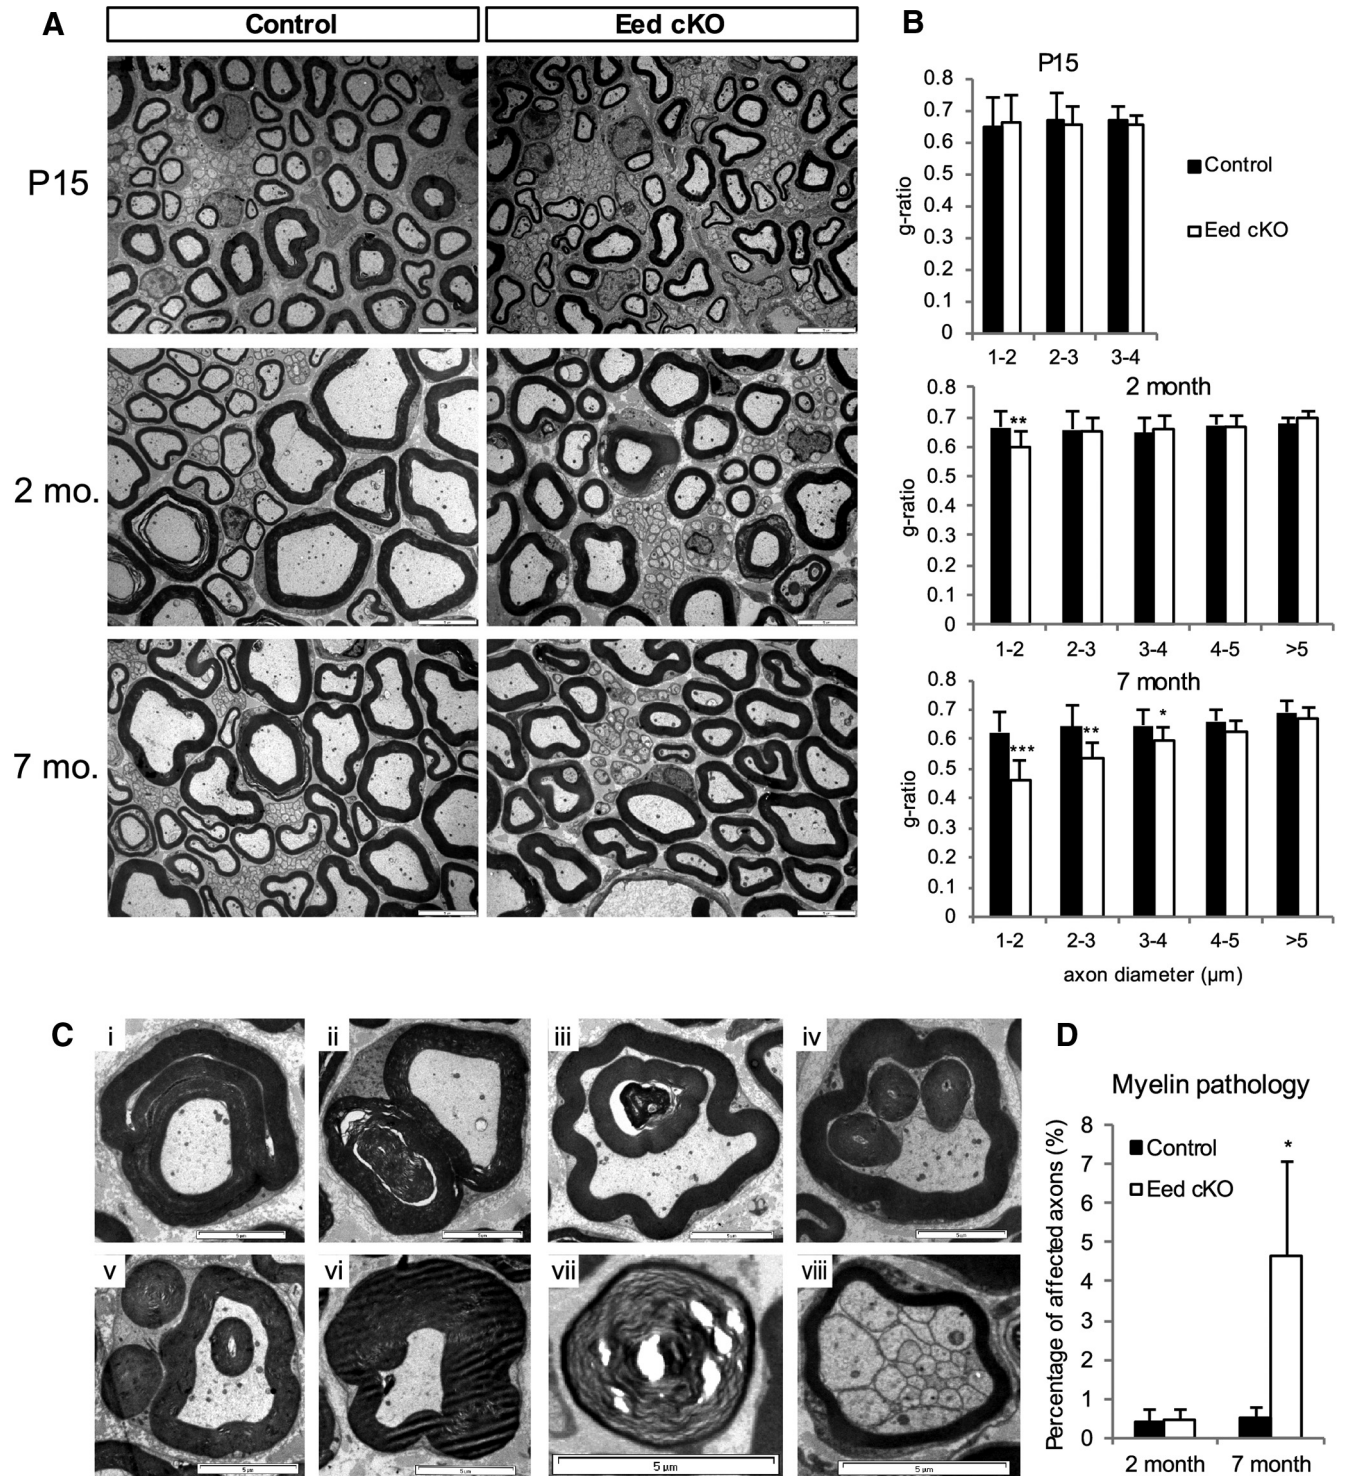 A
Control
Eed cKO
P15
2 mo.
7 mo.
B
P15
0.8
0.7
0.6
0.5
0.4
0.3
0.2
0.1
0
g-ratio
1-2
2-3
3-4
Control
Eed cKO
2 month
0.8
0.7
0.6
0.5
0.4
0.3
0.2
0.1
0
g-ratio
**
1-2
2-3
3-4
4-5
>5
7 month
0.8
0.7
0.6
0.5
0.4
0.3
0.2
0.1
0
g-ratio
***
**
*
1-2
2-3
3-4
4-5
>5
axon diameter (µm)
C
i
ii
iii
iv
v
vi
vii
viii
5 µm
5 µm
D
Myelin pathology
Percentage of affected axons (%)
8
7
6
5
4
3
2
1
0
Control
Eed cKO
*
2 month
7 month